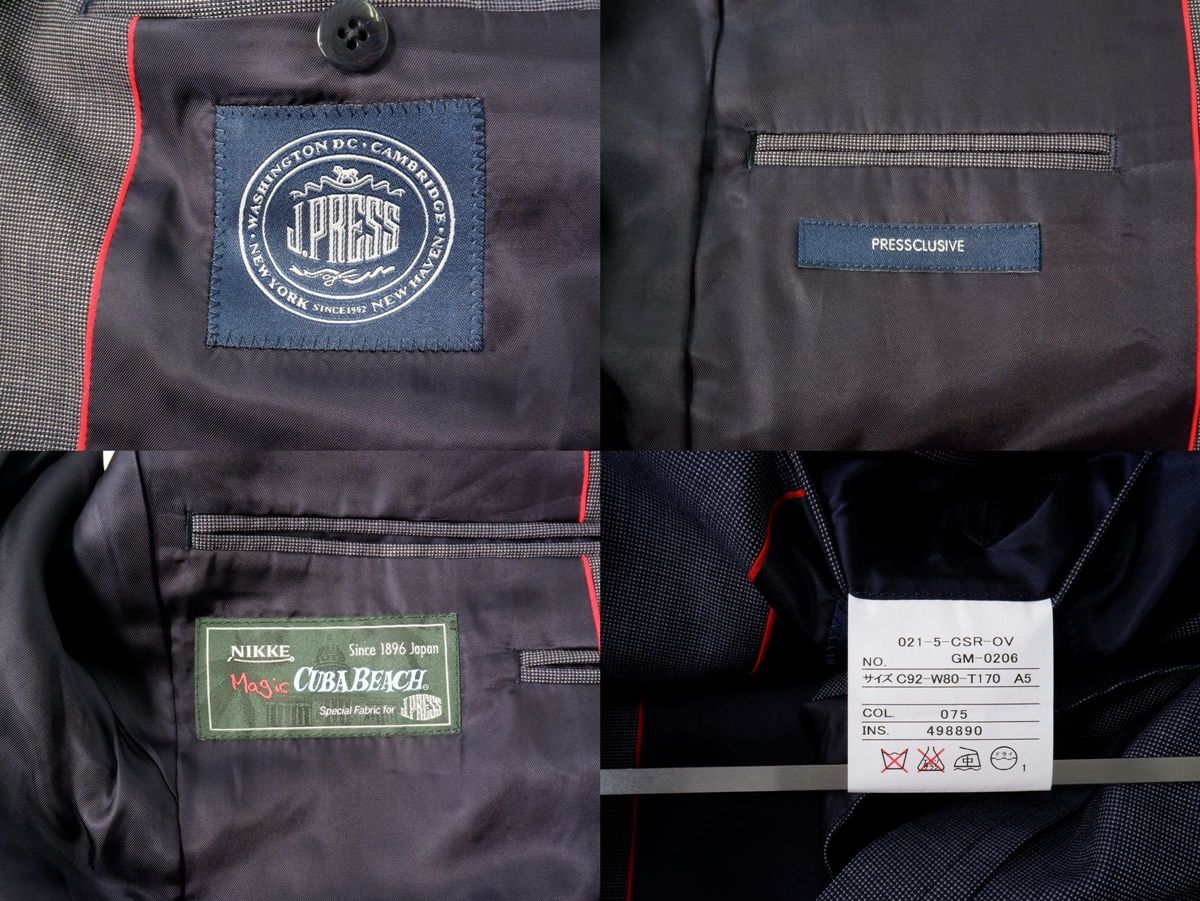 WASHINGTON DC · CAMBRIDGE ·
NEW HAVEN ·
NEW YORK ·
J.PRESS
SINCE 1902
PRESSCLUSIVE
NIKKE®
Since 1896 Japan
Magic CUBABEACH®
Special Fabric for J.PRESS
021-5-CSR-OV
NO. GM-0206
サイズ C92-W80-T170 A5
COL. 075
INS. 498890
中
ドライ
1